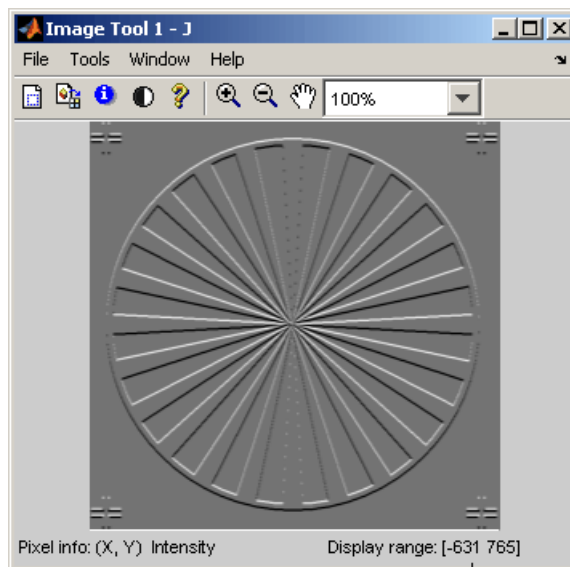 Image Tool 1 - J
File Tools Window Help
100%
Pixel info: (X, Y) Intensity Display range: [-631 765]